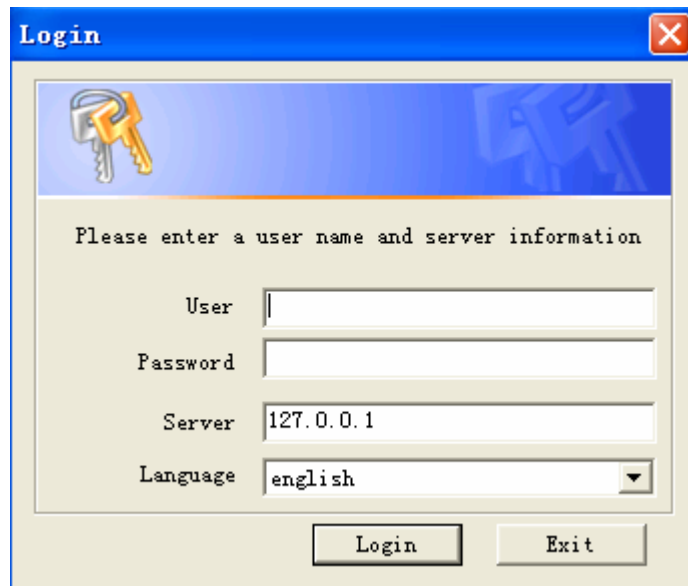 Login
Please enter a user name and server information
User
Password
Server 127.0.0.1
Language english
Login Exit